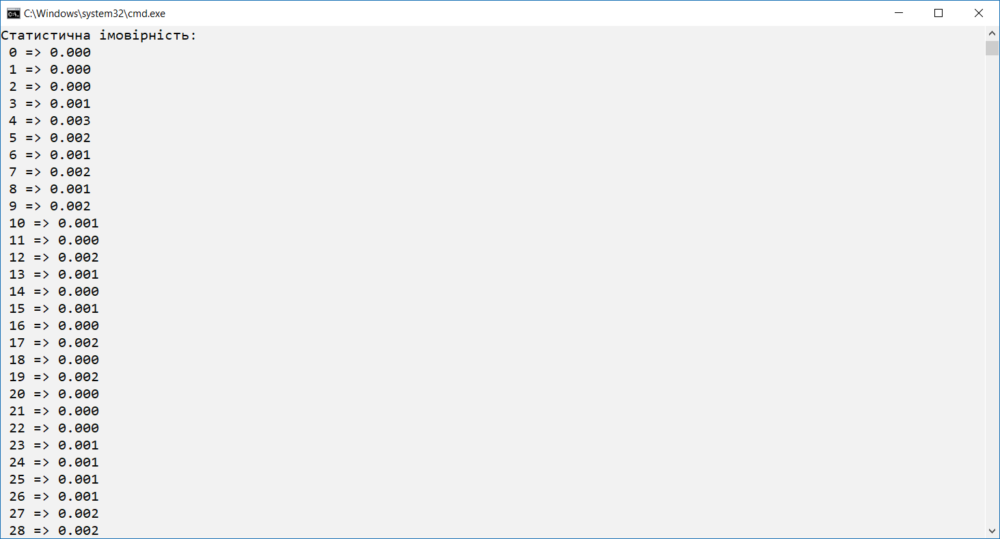 C:\Windows\system32\cmd.exe
Статистична імовірність:
0 => 0.000
1 => 0.000
2 => 0.000
3 => 0.001
4 => 0.003
5 => 0.002
6 => 0.001
7 => 0.002
8 => 0.001
9 => 0.002
10 => 0.001
11 => 0.000
12 => 0.002
13 => 0.001
14 => 0.000
15 => 0.001
16 => 0.000
17 => 0.002
18 => 0.000
19 => 0.002
20 => 0.000
21 => 0.000
22 => 0.000
23 => 0.001
24 => 0.001
25 => 0.001
26 => 0.001
27 => 0.002
28 => 0.002